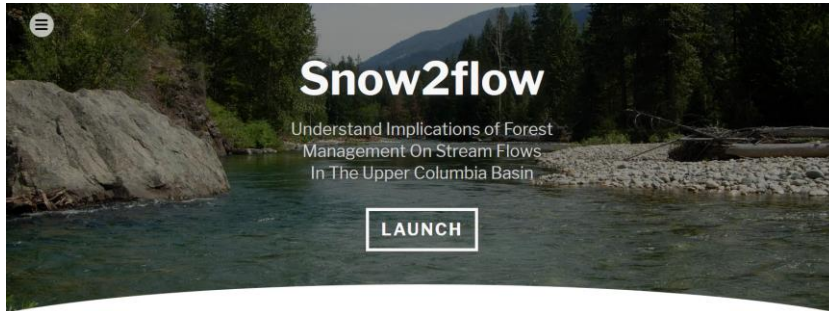 Snow2flow
Understand Implications of Forest
Management On Stream Flows
In The Upper Columbia Basin
LAUNCH